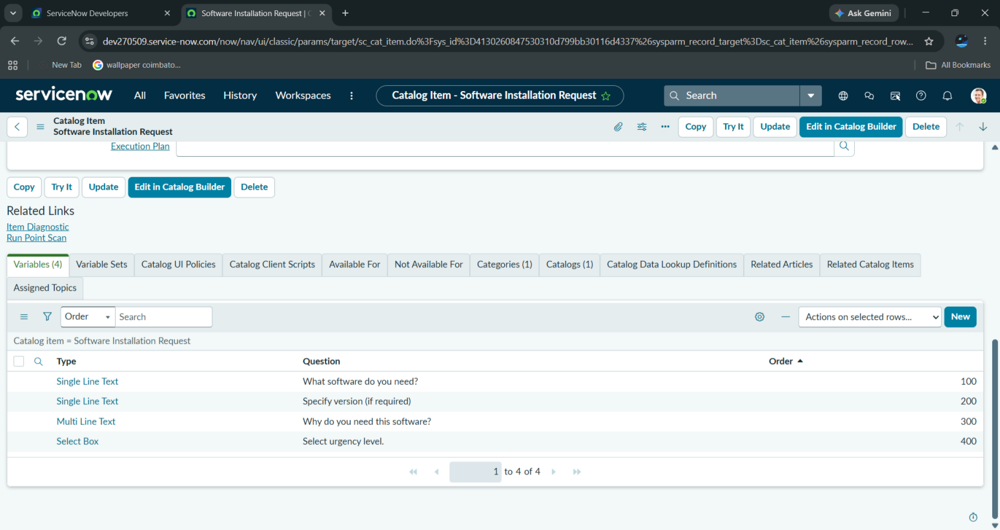 ServiceNow Developers
Software Installation Request |
Ask Gemini
dev270509.service-now.com/now/nav/ui/classic/params/target/sc_cat_item.do%3Fsys_id%3D4130260847530310d799bb30116d4337%26sysparm_record_target%3Dsc_cat_item%26sysparm_record_row...
New Tab
wallpaper coimbato...
All Bookmarks
servicenow
All
Favorites
History
Workspaces
Catalog Item - Software Installation Request
Search
Catalog Item
Software Installation Request
Copy
Try It
Update
Edit in Catalog Builder
Delete
Execution Plan
Copy
Try It
Update
Edit in Catalog Builder
Delete
Related Links
Item Diagnostic
Run Point Scan
Variables (4)
Variable Sets
Catalog UI Policies
Catalog Client Scripts
Available For
Not Available For
Categories (1)
Catalogs (1)
Catalog Data Lookup Definitions
Related Articles
Related Catalog Items
Assigned Topics
Order
Search
Actions on selected rows...
New
Catalog item = Software Installation Request
Type Question Order
Single Line Text What software do you need? 100
Single Line Text Specify version (if required) 200
Multi Line Text Why do you need this software? 300
Select Box Select urgency level. 400
1 to 4 of 4